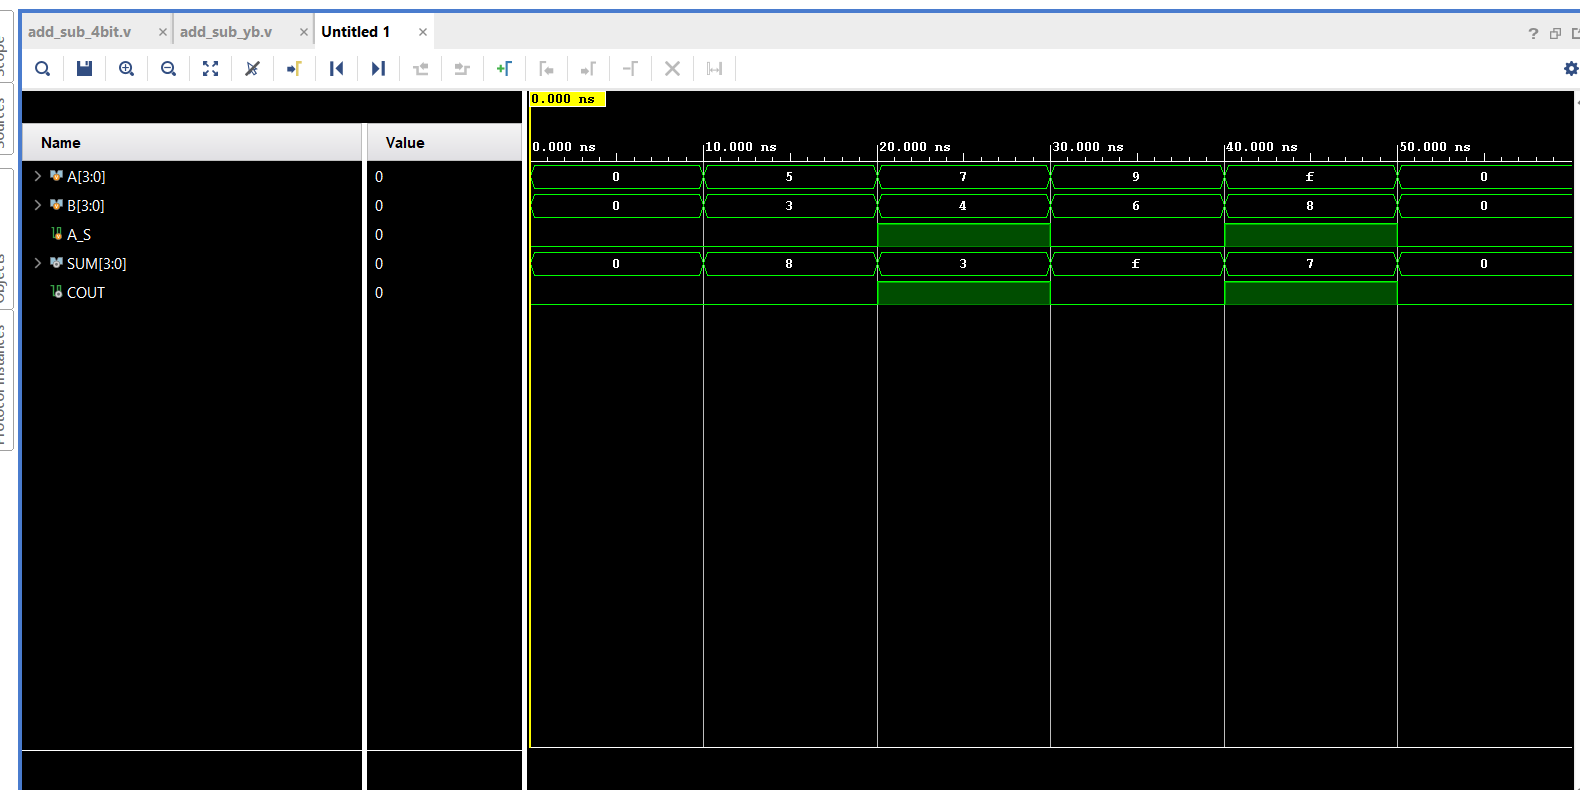 add_sub_4bit.v × add_sub_yb.v × Untitled 1 ×
?
Scope
Sources
Objects
Protocol Instances
0.000 ns
Name Value
0.000 ns 10.000 ns 20.000 ns 30.000 ns 40.000 ns 50.000 ns
A[3:0] 0 0 5 7 9 f 0
B[3:0] 0 0 3 4 6 8 0
A_S 0
SUM[3:0] 0 0 8 3 f 7 0
COUT 0